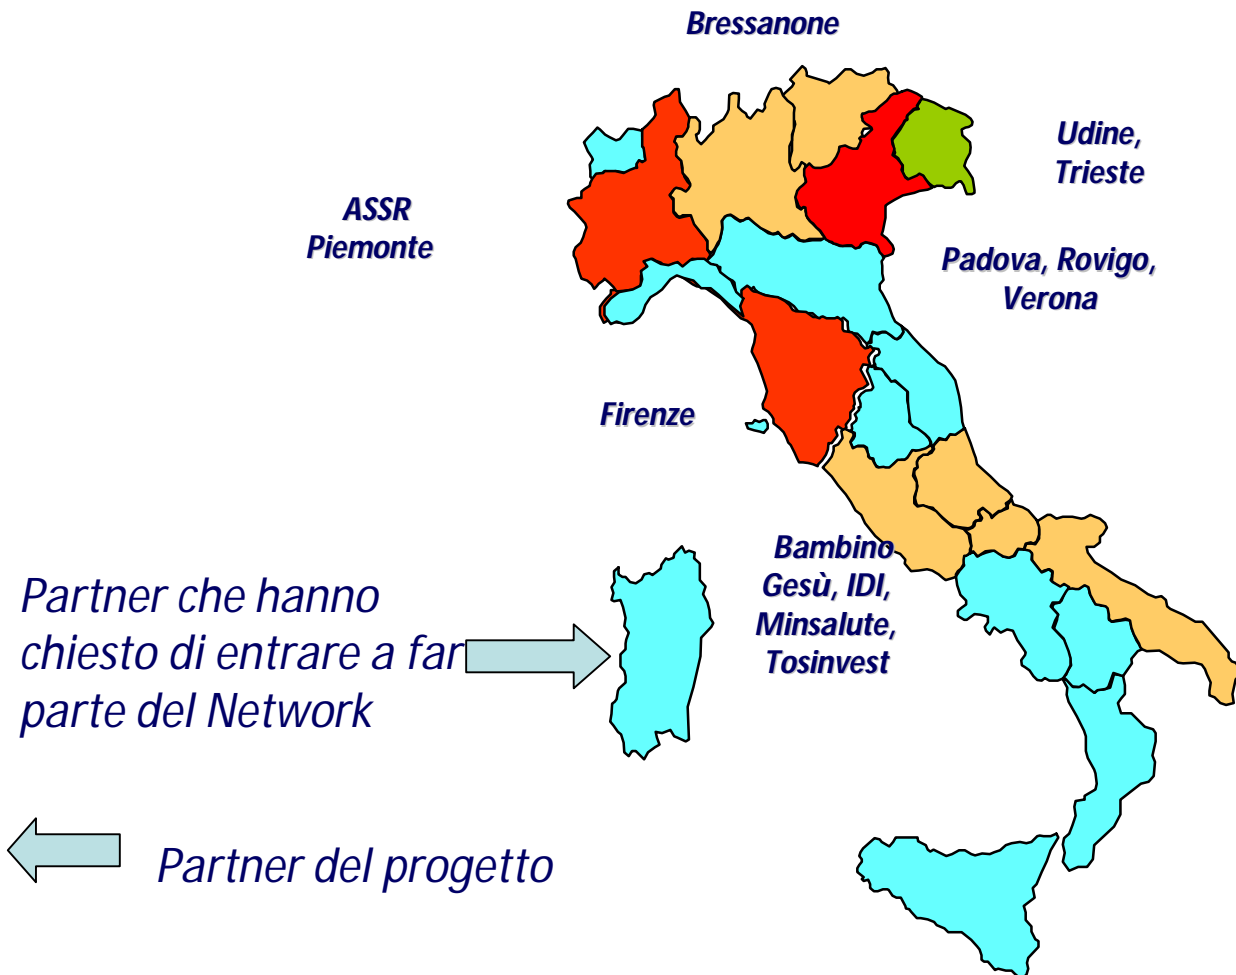 Bressanone
Udine,
Trieste
ASSR
Piemonte
Padova, Rovigo,
Verona
Firenze
Bambino
Gesù, IDI,
Minsalute,
Tosinvest
Partner che hanno
chiesto di entrare a far
parte del Network
Partner del progetto